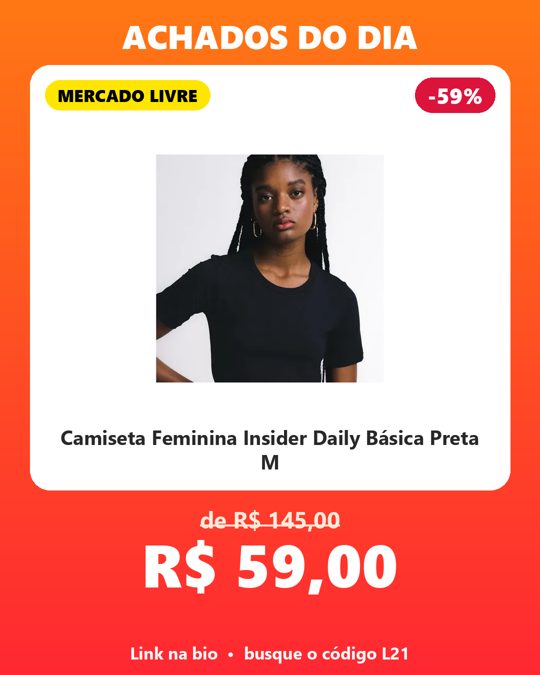 ACHADOS DO DIA
MERCADO LIVRE
-59%
Camiseta Feminina Insider Daily Básica Preta
M
de R$ 145,00
R$ 59,00
Link na bio • busque o código L21